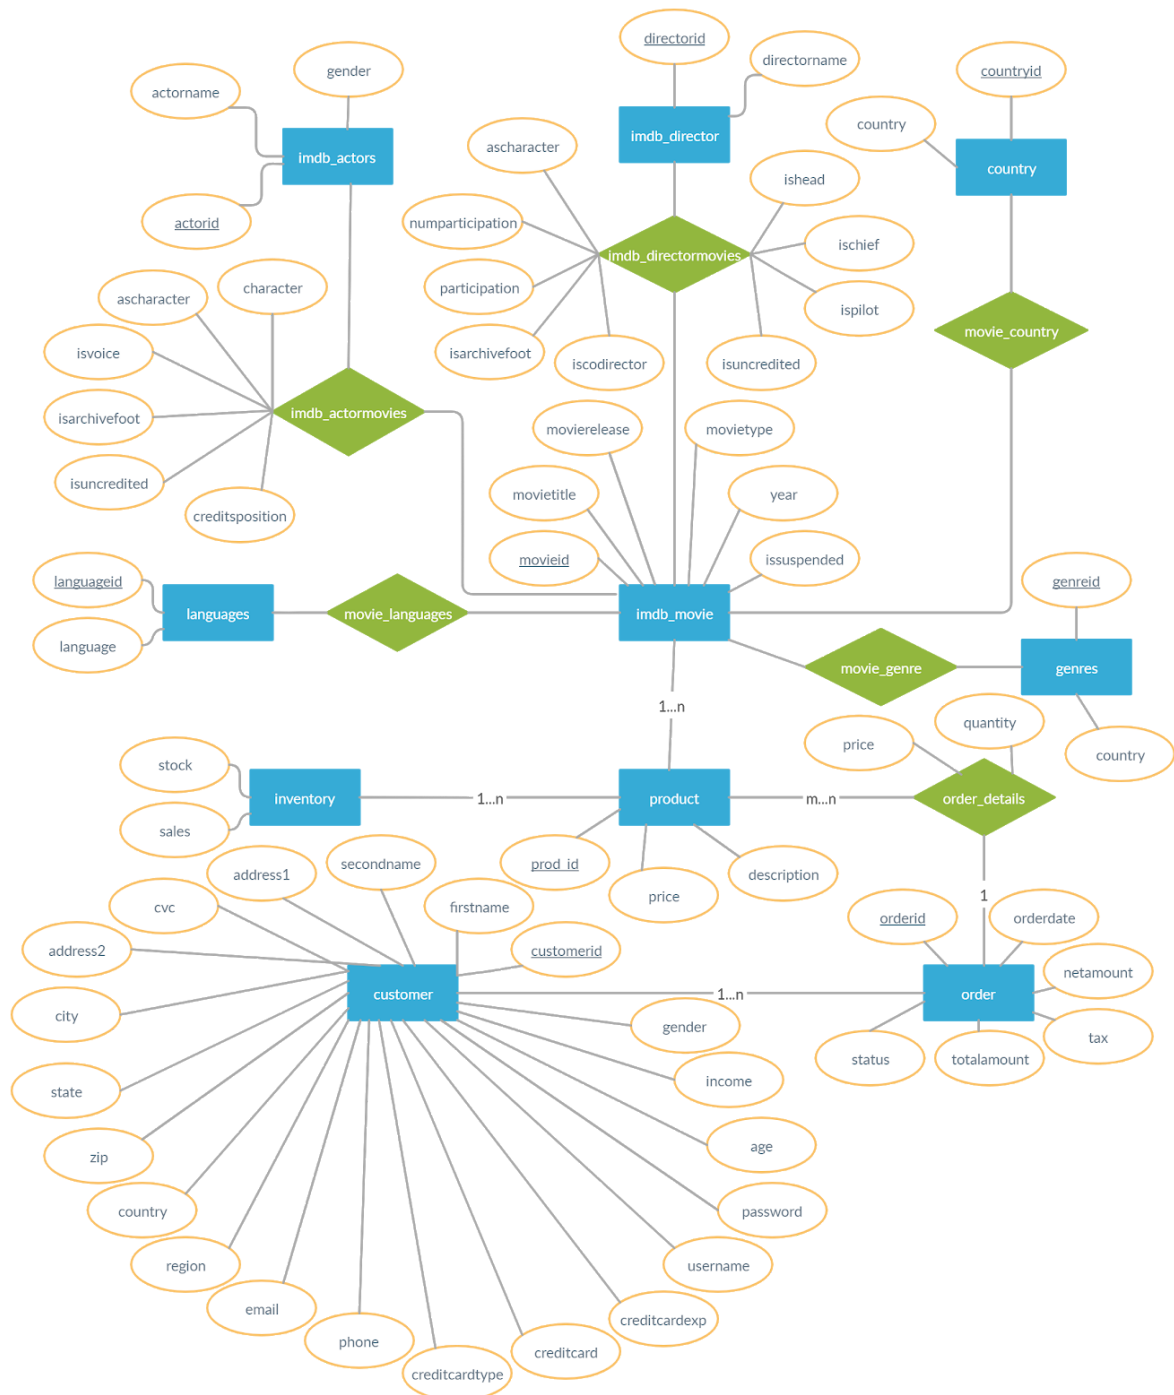 directorid
directorname
countryid
gender
actorname
country
imdb_director
imdb_actors
ascharacter
country
ishead
actorid
numparticipation
ischief
imdb_directormovies
character
participation
ascharacter
ispilot
movie_country
isvoice
isarchivefoot
iscodirector
isuncredited
imdb_actormovies
isarchivefoot
movierelease
movietype
isuncredited
movietitle
year
creditsposition
movieid
issuspended
languageid
genreid
languages
movie_languages
imdb_movie
language
movie_genre
genres
1...n
quantity
price
country
stock
inventory
1...n
product
m...n
order_details
sales
secondname
prod_id
description
address1
price
1
cvc
firstname
orderid
orderdate
address2
customerid
netamount
customer
1...n
order
city
gender
tax
status
totalamount
income
state
age
zip
country
password
region
username
email
creditcardexp
phone
creditcard
creditcardtype